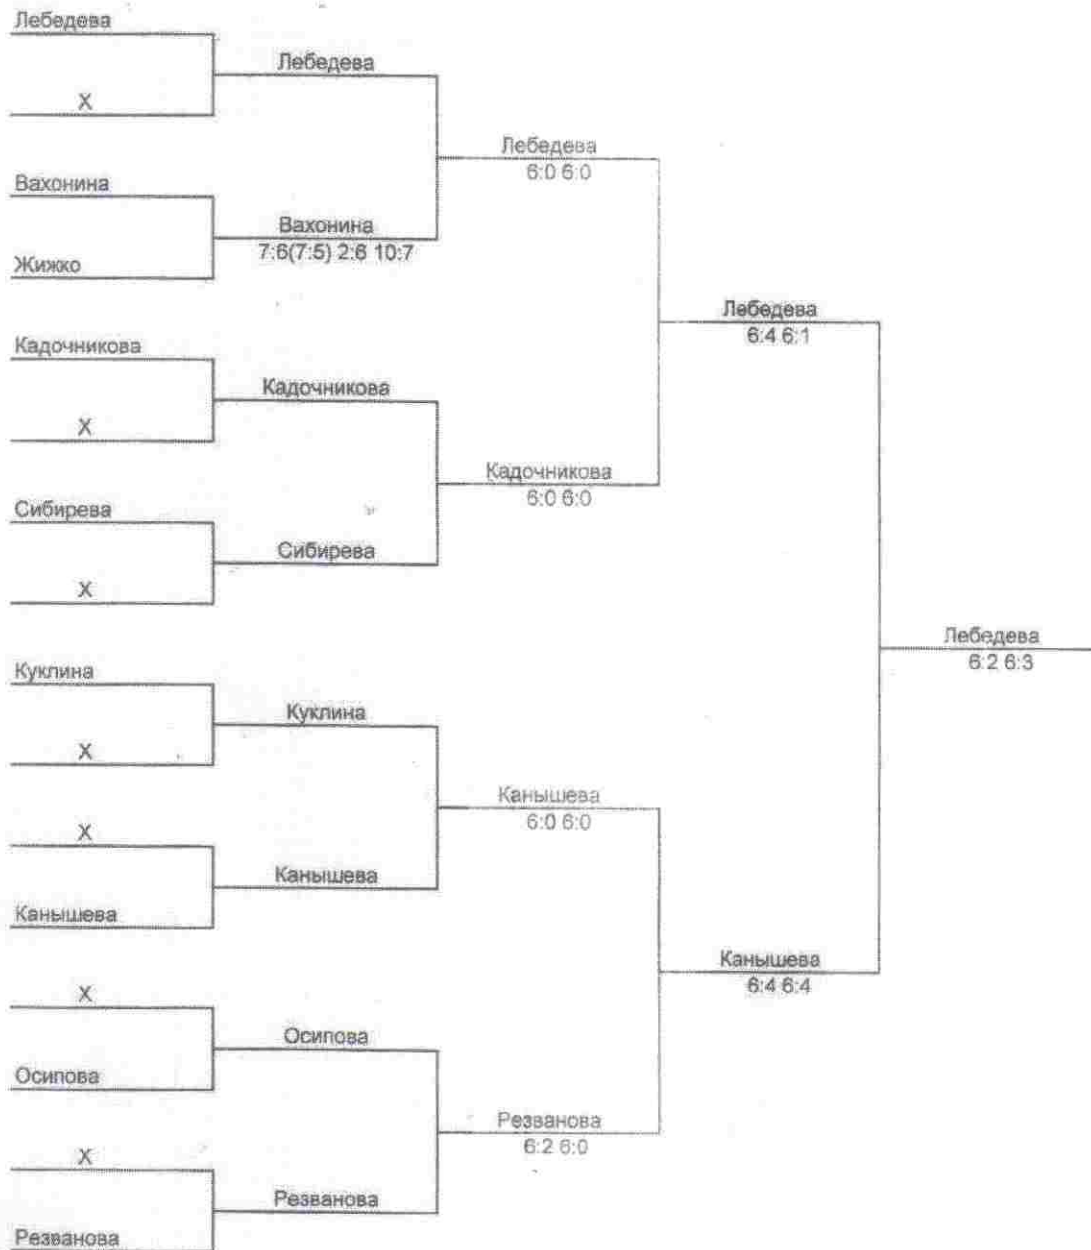 Лебедева
X
Вахонина
Жижко
Кадочникова
X
Сибирева
X
Куклина
X
X
Канышева
X
Осипова
X
Резванова
Лебедева
Вахонина
7:6(7:5) 2:6 10:7
Кадочникова
Сибирева
Куклина
Канышева
Осипова
Резванова
Лебедева
6:0 6:0
Кадочникова
6:0 6:0
Канышева
6:0 6:0
Резванова
6:2 6:0
Лебедева
6:4 6:1
Канышева
6:4 6:4
Лебедева
6:2 6:3